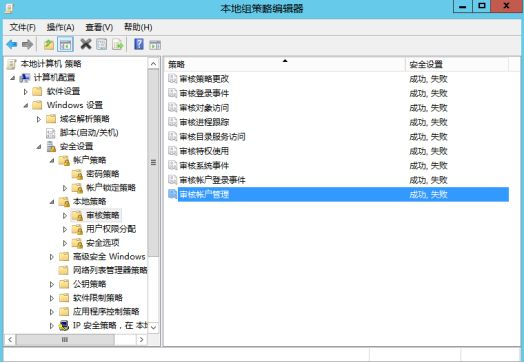 本地组策略编辑器
文件(F) 操作(A) 查看(V) 帮助(H)
本地计算机 策略
计算机配置
软件设置
Windows 设置
域名解析策略
脚本(启动/关机)
安全设置
帐户策略
密码策略
帐户锁定策略
本地策略
审核策略
用户权限分配
安全选项
高级安全 Windows
网络列表管理器策略
公钥策略
软件限制策略
应用程序控制策略
IP 安全策略，在 本地
策略 安全设置
审核策略更改 成功, 失败
审核登录事件 成功, 失败
审核对象访问 成功, 失败
审核进程跟踪 成功, 失败
审核目录服务访问 成功, 失败
审核特权使用 成功, 失败
审核系统事件 成功, 失败
审核帐户登录事件 成功, 失败
审核帐户管理 成功, 失败